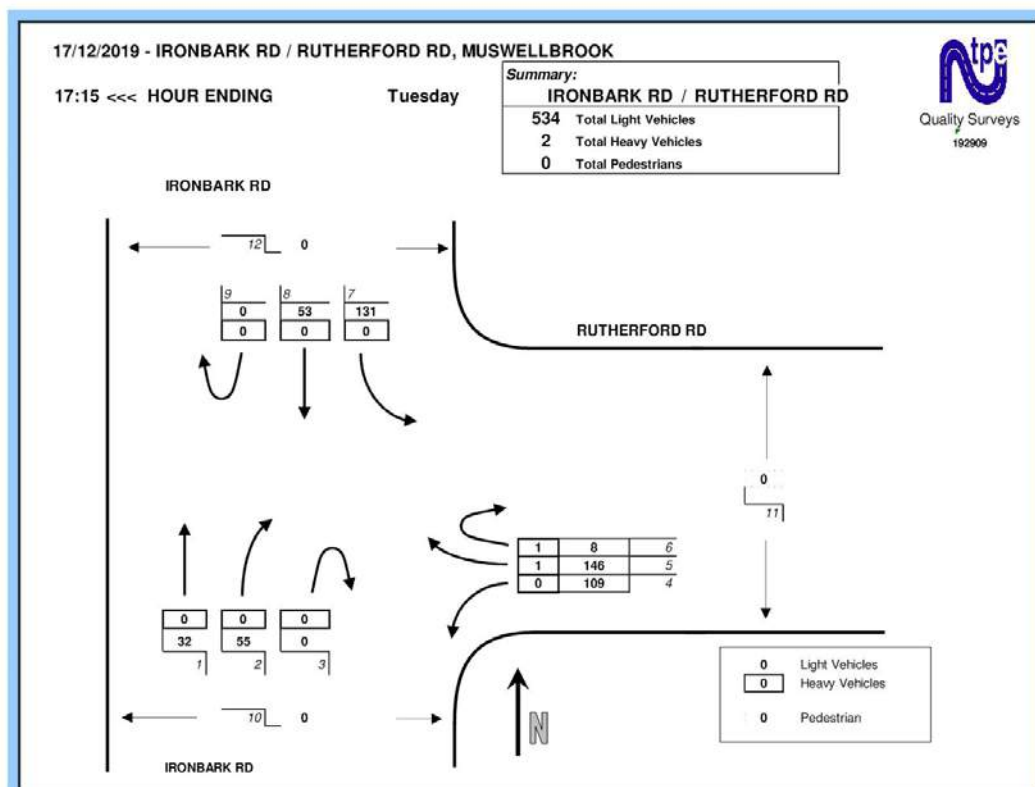 17/12/2019 - IRONBARK RD / RUTHERFORD RD, MUSWELLBROOK
17:15 <<< HOUR ENDING Tuesday
Summary:
IRONBARK RD / RUTHERFORD RD
534 Total Light Vehicles
2 Total Heavy Vehicles
0 Total Pedestrians
tpe
Quality Surveys
192909
IRONBARK RD
12 0
9 8 7
0 53 131
0 0 0
RUTHERFORD RD
0
11
1 8 6
1 146 5
0 109 4
0 0 0
32 55 0
1 2 3
10 0
N
0 Light Vehicles
0 Heavy Vehicles
0 Pedestrian
IRONBARK RD